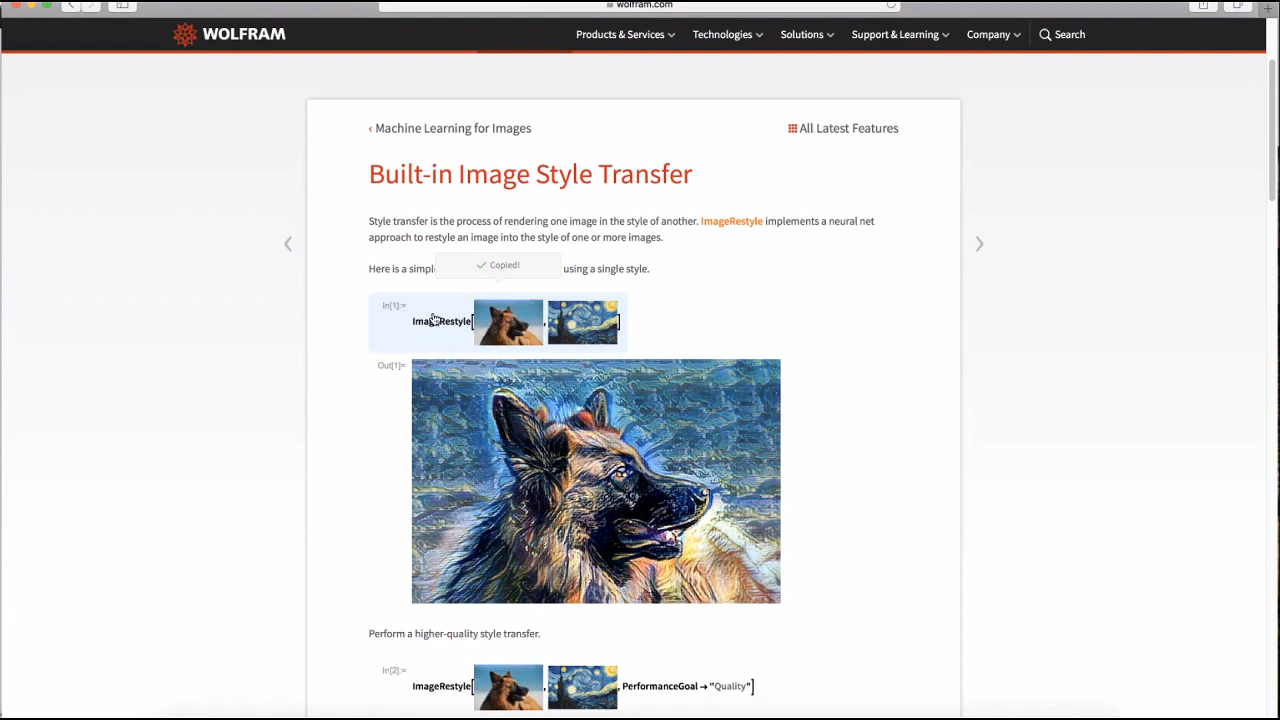 wolfram.com
WOLFRAM
Products & Services
Technologies
Solutions
Support & Learning
Company
Search
‹ Machine Learning for Images
All Latest Features
Built-in Image Style Transfer
Style transfer is the process of rendering one image in the style of another. ImageRestyle implements a neural net
approach to restyle an image into the style of one or more images.
Here is a simpl
Copied!
using a single style.
In[1]:=
ImageRestyle[ , ]
Out[1]=
Perform a higher-quality style transfer.
In[2]:=
ImageRestyle[ , , PerformanceGoal → "Quality"]